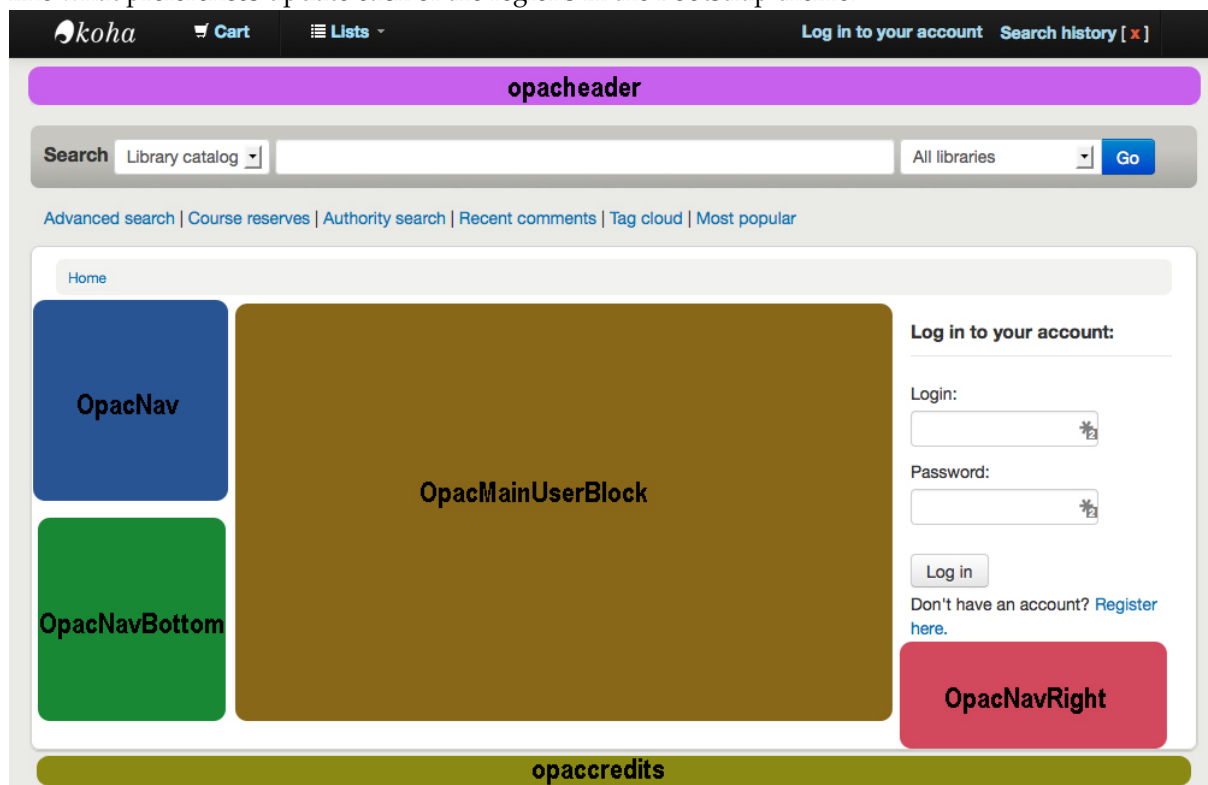 koha Cart Lists Log in to your account Search history [ x ]
opacheader
Search Library catalog All libraries Go
Advanced search | Course reserves | Authority search | Recent comments | Tag cloud | Most popular
Home
Log in to your account:
OpacNav
Login:
OpacMainUserBlock
Password:
Log in
Don't have an account? Register
here.
OpacNavBottom
OpacNavRight
opaccredits